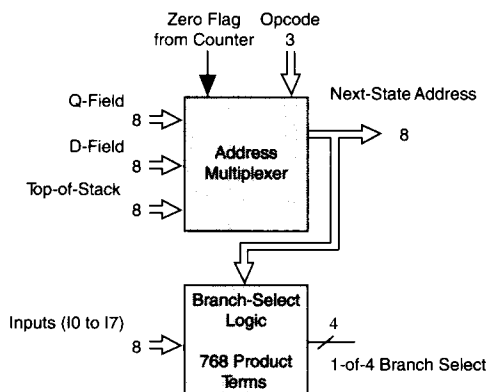 Zero Flag
from Counter
Opcode
3
Next-State Address
8
Q-Field
8
D-Field
8
Top-of-Stack
8
Address
Multiplexer
Branch-Select
Logic
768 Product
Terms
Inputs (I0 to I7)
8
4
1-of-4 Branch Select